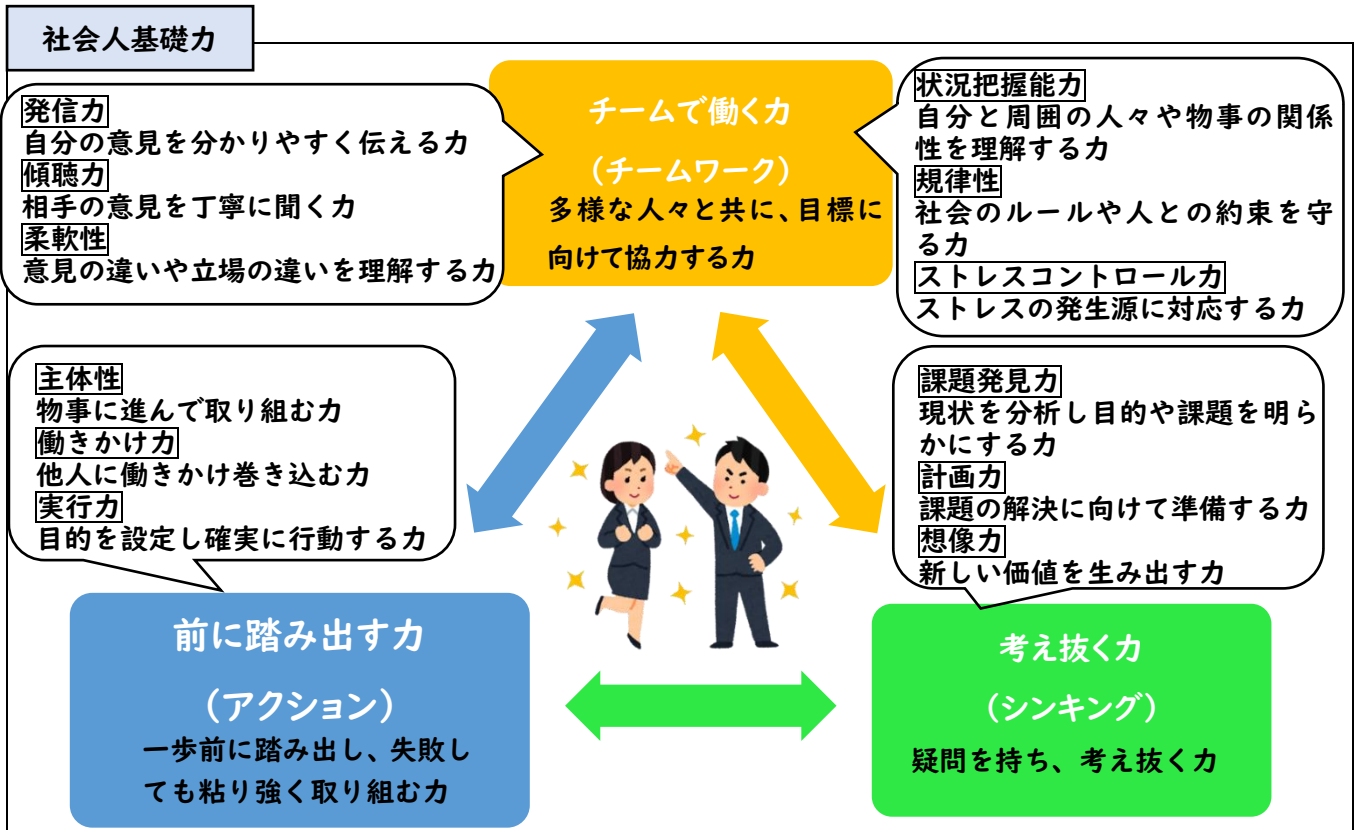 社会人基礎力
発信力
自分の意見を分かりやすく伝える力
傾聴力
相手の意見を丁寧に聞く力
柔軟性
意見の違いや立場の違いを理解する力
チームで働く力
(チームワーク)
多様な人々と共に、目標に
向けて協力する力
状況把握能力
自分と周囲の人々や物事の関係
性を理解する力
規律性
社会のルールや人との約束を守
る力
ストレスコントロール力
ストレスの発生源に対応する力
主体性
物事に進んで取り組む力
働きかけ力
他人に働きかけ巻き込む力
実行力
目的を設定し確実に行動する力
課題発見力
現状を分析し目的や課題を明ら
かにする力
計画力
課題の解決に向けて準備する力
想像力
新しい価値を生み出す力
前に踏み出す力
(アクション)
一歩前に踏み出し、失敗し
ても粘り強く取り組む力
考え抜く力
(シンキング)
疑問を持ち、考え抜く力